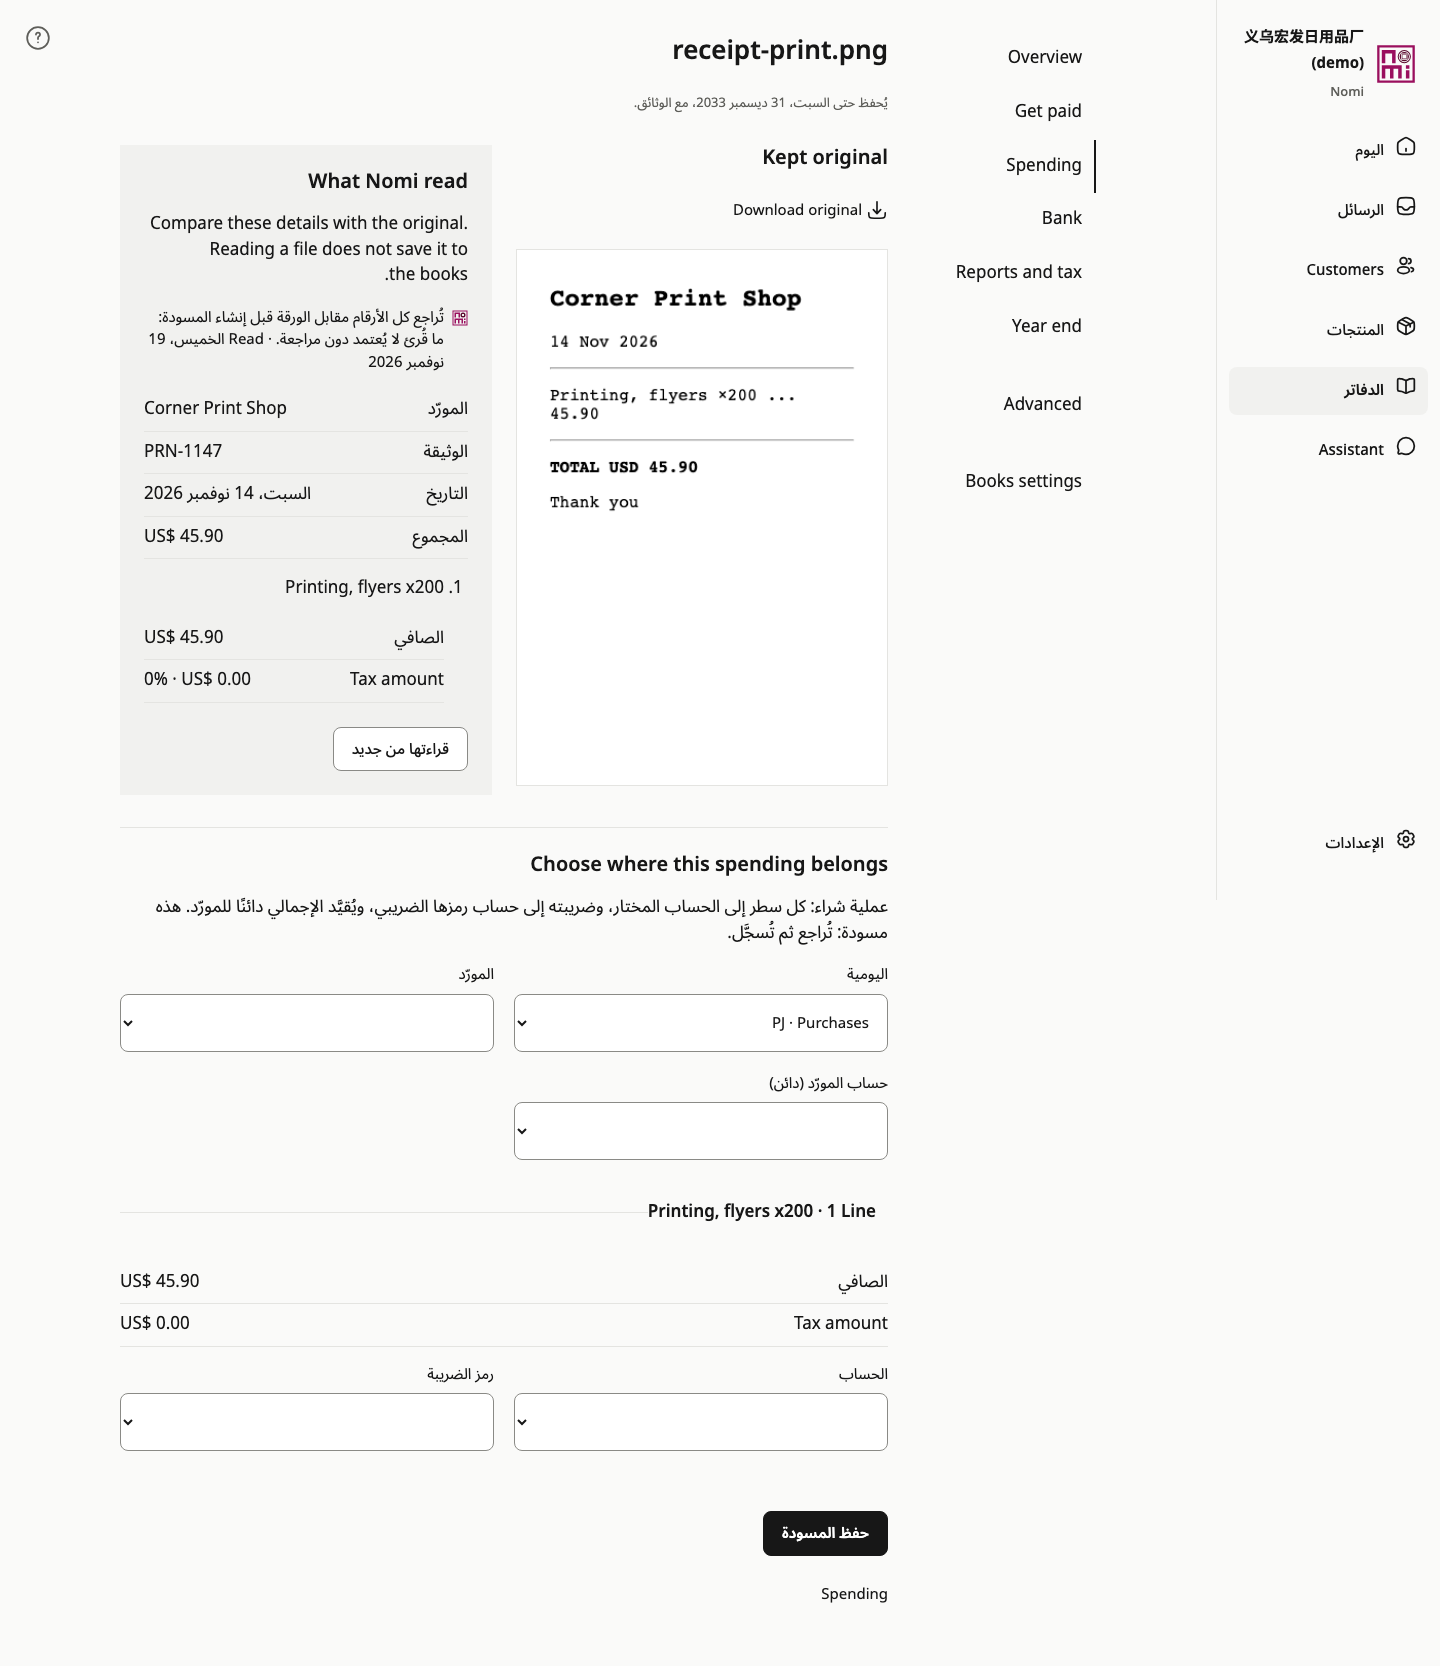 义乌宏发日用品厂
(demo)
Nomi
اليوم
الرسائل
Customers
المنتجات
الدفاتر
Assistant
الإعدادات
Overview
Get paid
Spending
Bank
Reports and tax
Year end
Advanced
Books settings
receipt-print.png
يُحفظ حتى السبت، 31 ديسمبر 2033، مع الوثائق.
Kept original
Download original
Corner Print Shop
14 Nov 2026
Printing, flyers ×200 ...
45.90
TOTAL USD 45.90
Thank you
What Nomi read
Compare these details with the original.
Reading a file does not save it to
the books.
تُراجع كل الأرقام مقابل الورقة قبل إنشاء المسودة:
ما قُرئ لا يُعتمد دون مراجعة. · Read الخميس، 19
نوفمبر 2026
المورّد Corner Print Shop
الوثيقة PRN-1147
التاريخ السبت، 14 نوفمبر 2026
المجموع US$ 45.90
1. Printing, flyers x200
الصافي US$ 45.90
Tax amount 0% · US$ 0.00
قراءتها من جديد
Choose where this spending belongs
عملية شراء: كل سطر إلى الحساب المختار، وضريبته إلى حساب رمزها الضريبي، ويُقيَّد الإجمالي دائنًا للمورّد. هذه
مسودة: تُراجع ثم تُسجَّل.
اليومية
PJ · Purchases
المورّد
حساب المورّد (دائن)
Printing, flyers x200 · 1 Line
الصافي US$ 45.90
Tax amount US$ 0.00
الحساب
رمز الضريبة
حفظ المسودة
Spending